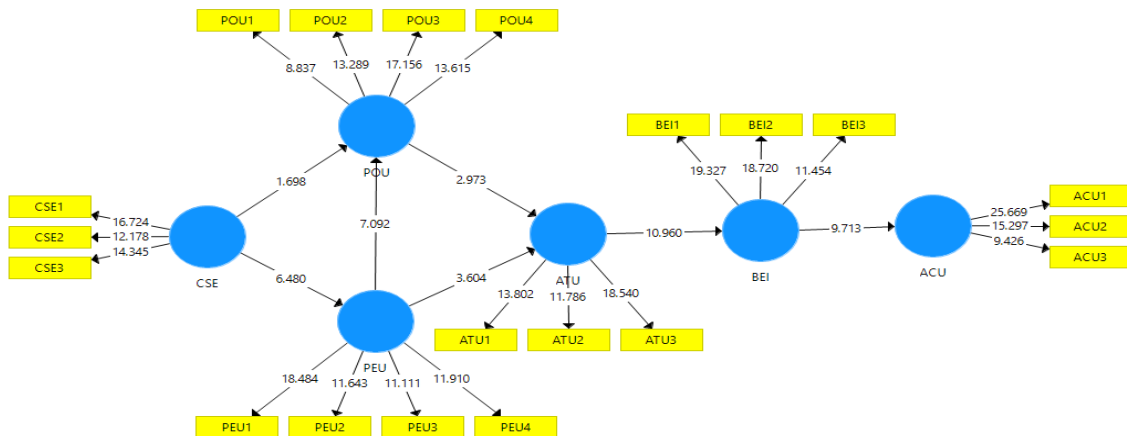 POU1 POU2 POU3 POU4
8.837 13.289 17.156 13.615
POU
BEI1 BEI2 BEI3
19.327 18.720 11.454
1.698 2.973
7.092
CSE1
CSE2
CSE3
16.724
12.178
14.345
CSE
10.960
BEI
9.713
ACU
25.669
15.297
9.426
ACU1
ACU2
ACU3
6.480 3.604
ATU
13.802 11.786 18.540
ATU1 ATU2 ATU3
PEU
18.484 11.643 11.111 11.910
PEU1 PEU2 PEU3 PEU4